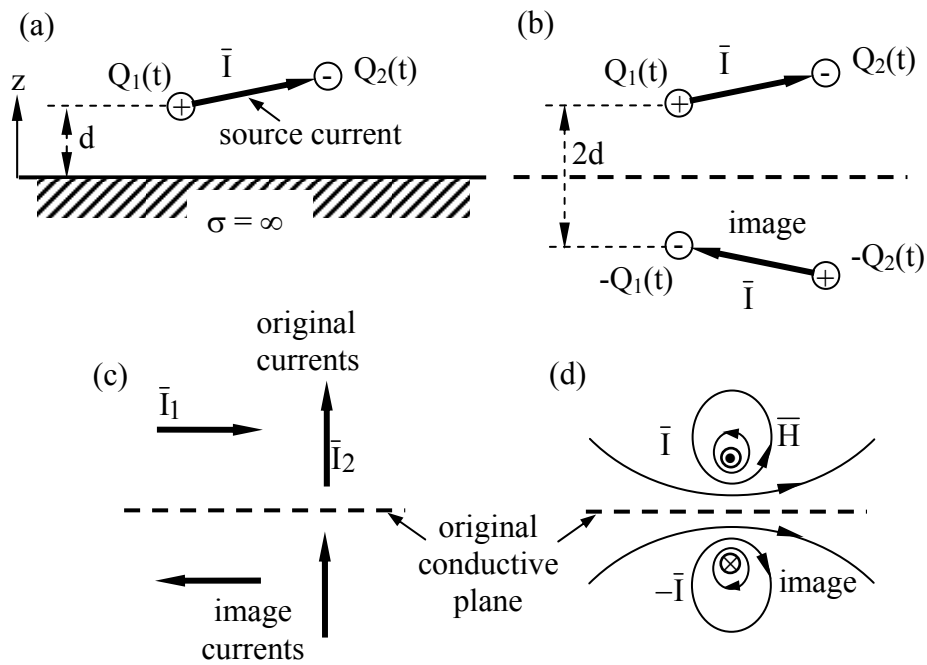 (a)
Q₁(t)
Ī
Q₂(t)
+
-
z
d
source current
σ = ∞
(b)
Q₁(t)
Ī
Q₂(t)
+
-
2d
image
-
+
-Q₁(t)
-Q₂(t)
Ī
(c)
original
currents
Ī₁
Ī₂
image
currents
original
conductive
plane
(d)
Ī
H̅
–Ī
image